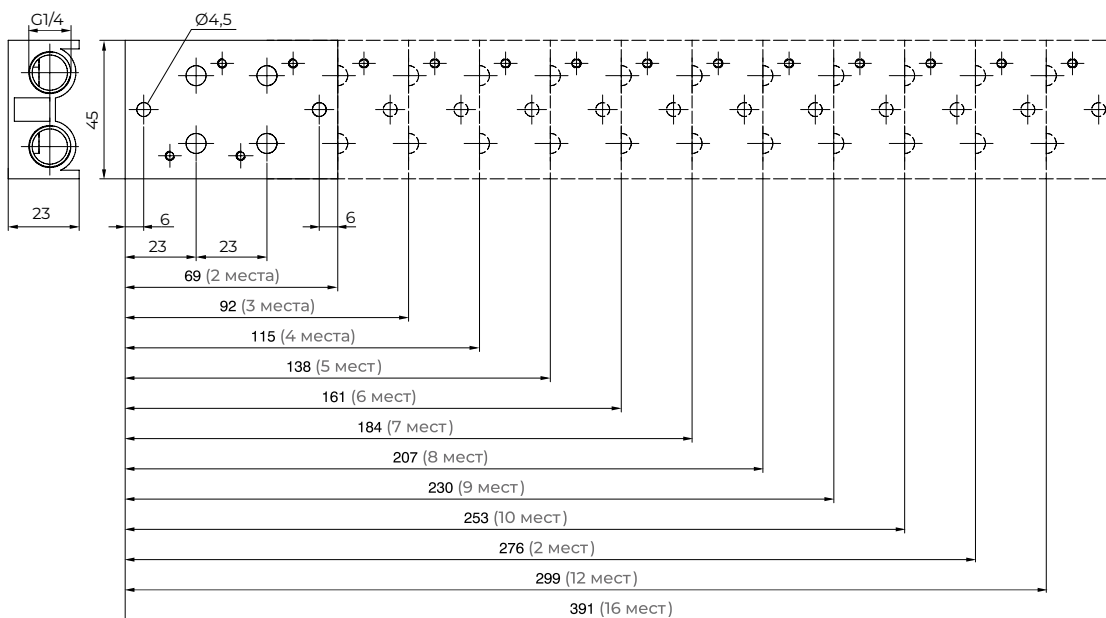 G1/4
Ø4,5
45
23
6
6
23
23
69 (2 места)
92 (3 места)
115 (4 места)
138 (5 мест)
161 (6 мест)
184 (7 мест)
207 (8 мест)
230 (9 мест)
253 (10 мест)
276 (2 мест)
299 (12 мест)
391 (16 мест)